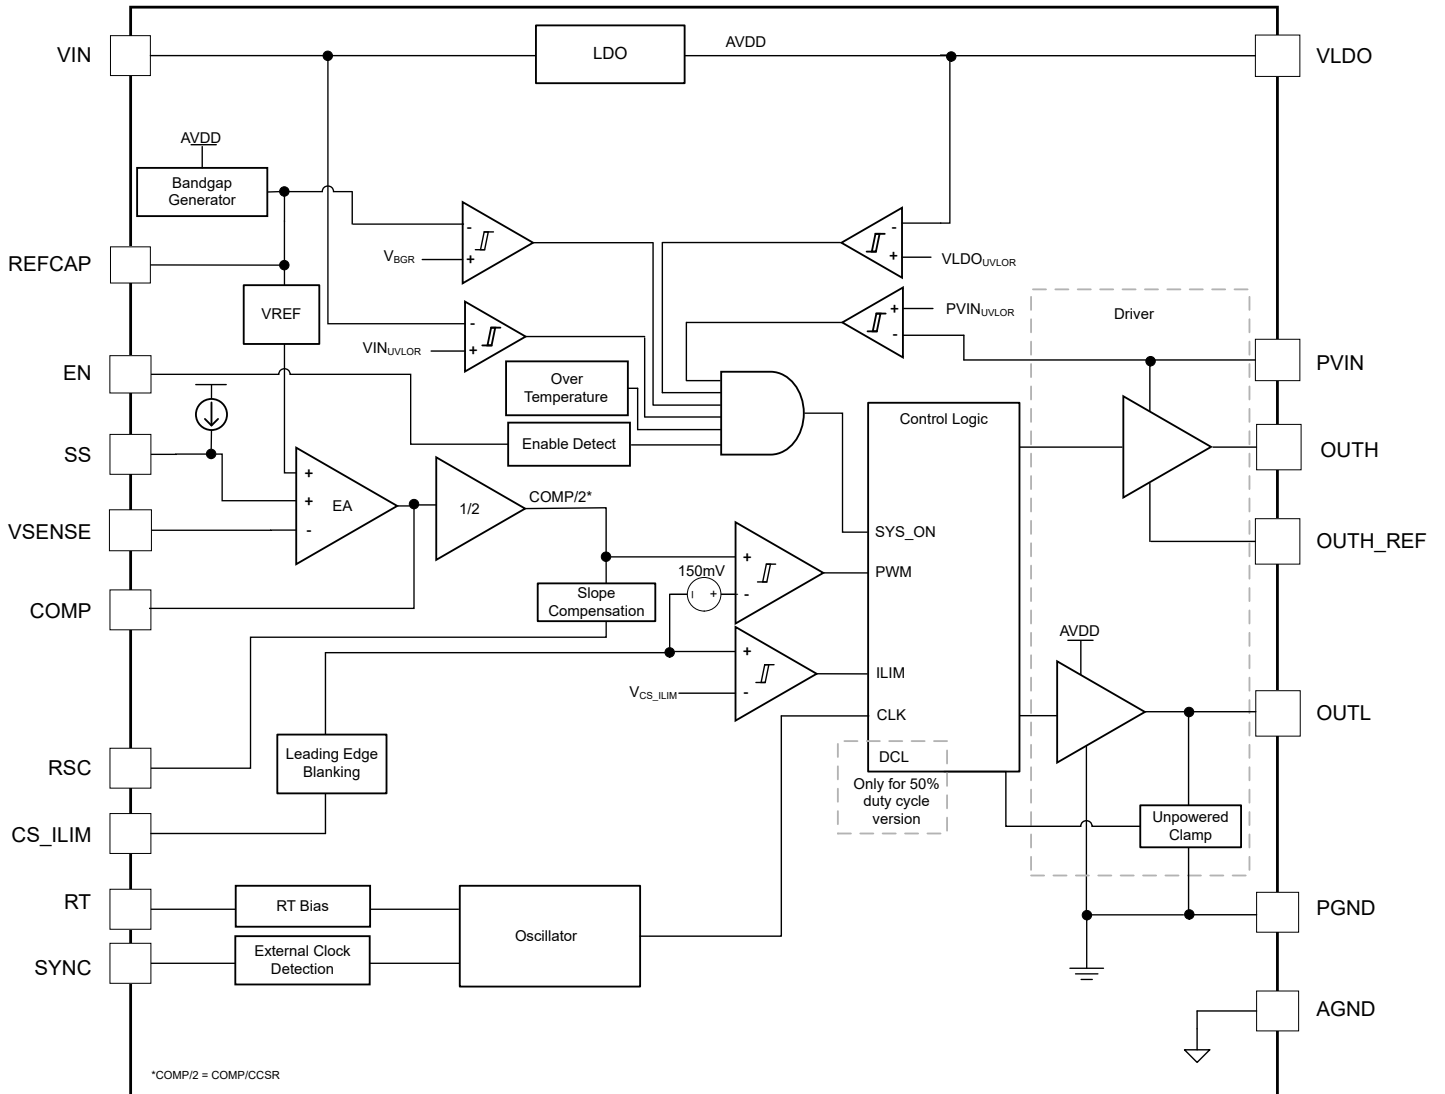 VIN
LDO
AVDD
VLDO
AVDD
Bandgap
Generator
REFCAP
VREF
-
VBGR
+
-
+
VLDOUVLOR
-
VINUVLOR
+
+
PVINUVLOR
-
Driver
PVIN
EN
Over
Temperature
Enable Detect
Control Logic
SS
OUTH
+
+
-
EA
1/2
COMP/2*
VSENSE
SYS_ON
OUTH_REF
COMP
Slope
Compensation
150mV
+
+
-
PWM
AVDD
+
VCS_ILIM
-
ILIM
CLK
DCL
Only for 50%
duty cycle
version
OUTL
RSC
Leading Edge
Blanking
CS_ILIM
Unpowered
Clamp
RT
RT Bias
Oscillator
PGND
SYNC
External Clock
Detection
AGND
*COMP/2 = COMP/CCSR